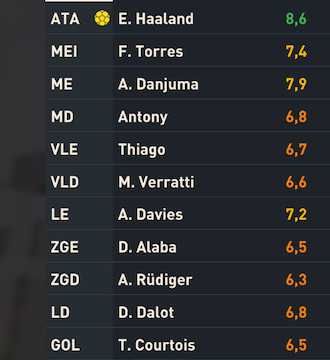 ATA E. Haaland 8,6
MEI F. Torres 7,4
ME A. Danjuma 7,9
MD Antony 6,8
VLE Thiago 6,7
VLD M. Verratti 6,6
LE A. Davies 7,2
ZGE D. Alaba 6,5
ZGD A. Rüdiger 6,3
LD D. Dalot 6,8
GOL T. Courtois 6,5